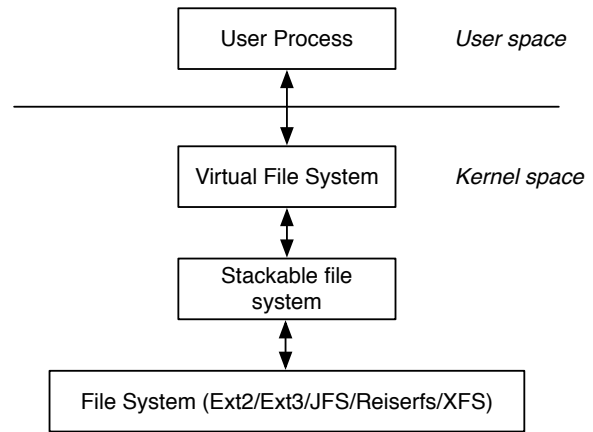 User Process
User space
Virtual File System
Kernel space
Stackable file
system
File System (Ext2/Ext3/JFS/Reiserfs/XFS)